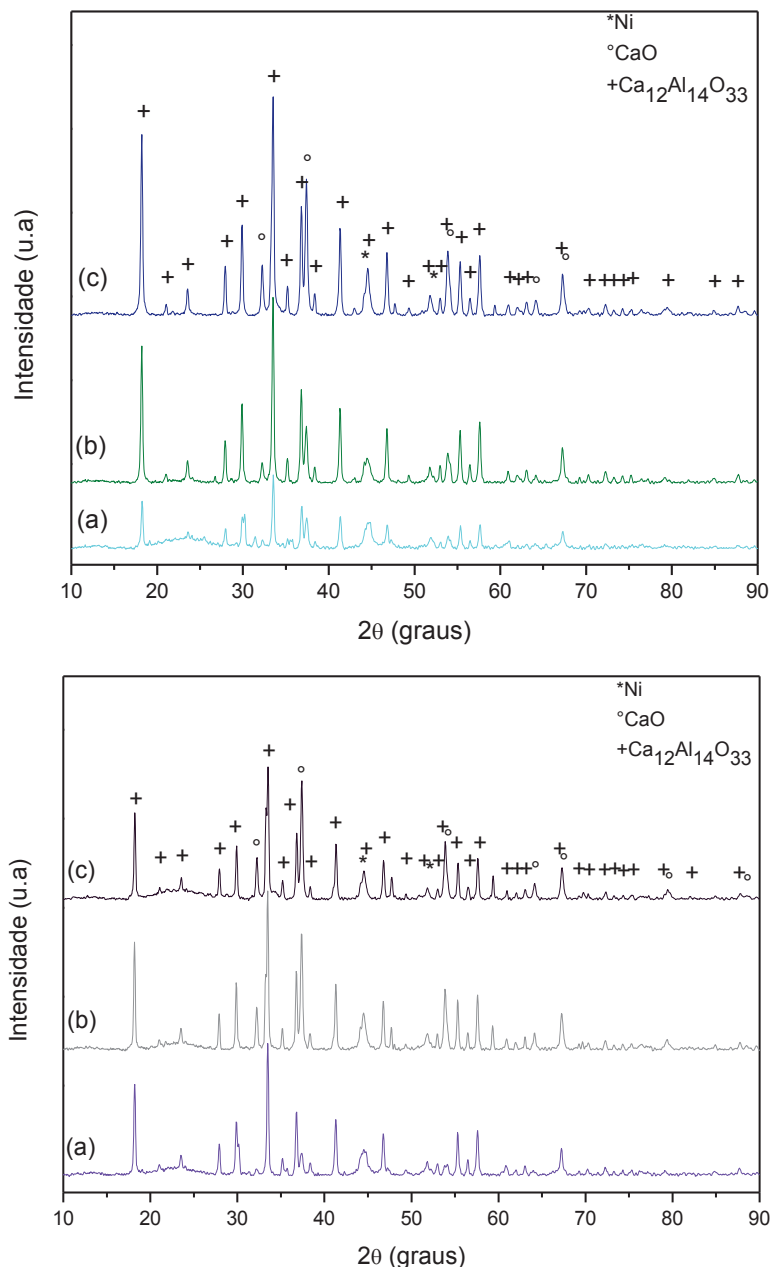 *Ni
°CaO
+Ca12Al14O33
Intensidade (u.a)
(c)
(b)
(a)
10 20 30 40 50 60 70 80 90
2θ (graus)
*Ni
°CaO
+Ca12Al14O33
Intensidade (u.a)
(c)
(b)
(a)
10 20 30 40 50 60 70 80 90
2θ (graus)